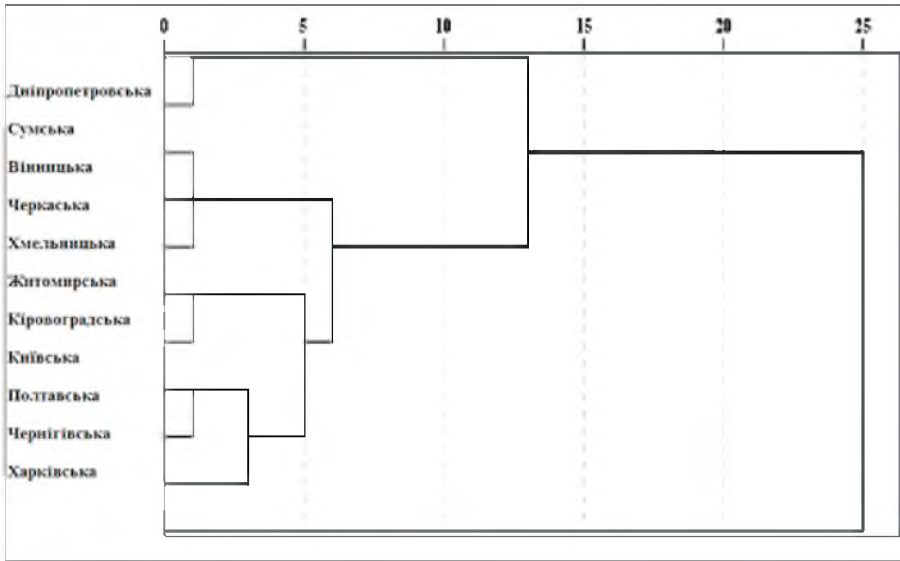 0 5 10 15 20 25
Дніпропетровська
Сумська
Вінницька
Черкаська
Хмельницька
Житомирська
Кіровоградська
Київська
Полтавська
Чернігівська
Харківська